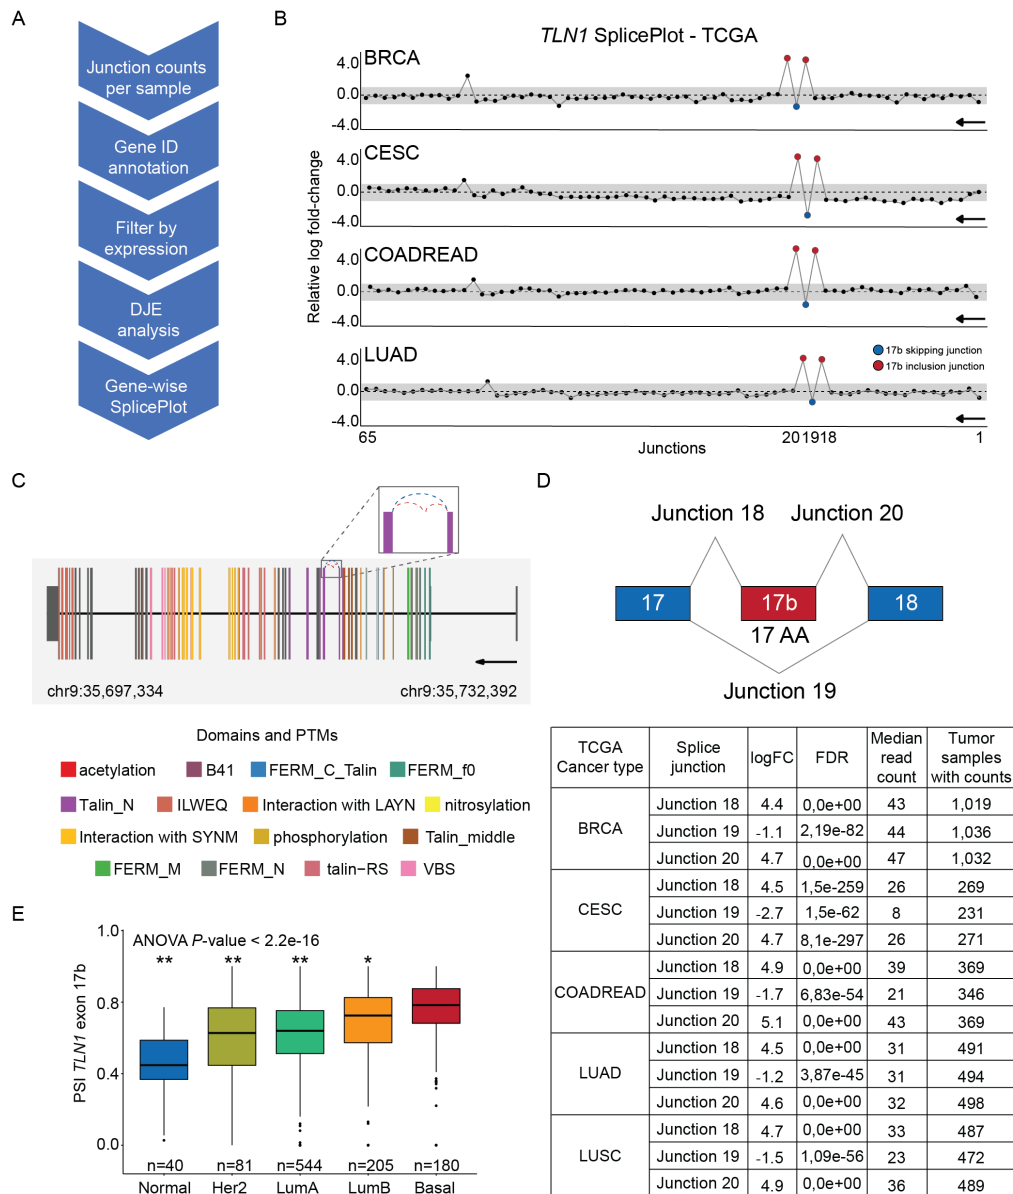 A
Junction counts
per sample
Gene ID
annotation
Filter by
expression
DJE
analysis
Gene-wise
SplicePlot
B
TLN1 SplicePlot - TCGA
Relative log fold-change
BRCA
4.0
0.0
-4.0
CESC
4.0
0.0
-4.0
COADREAD
4.0
0.0
-4.0
LUAD
4.0
0.0
-4.0
17b skipping junction
17b inclusion junction
65
201918
1
Junctions
C
chr9:35,697,334
chr9:35,732,392
Domains and PTMs
acetylation B41 FERM_C_Talin FERM_f0
Talin_N ILWEQ Interaction with LAYN nitrosylation
Interaction with SYNM phosphorylation Talin_middle
FERM_M FERM_N talin−RS VBS
D
Junction 18 Junction 20
17 17b 18
17 AA
Junction 19
TCGA Cancer type Splice junction logFC FDR Median read count Tumor samples with counts
BRCA
Junction 18 4.4 0,0e+00 43 1,019
Junction 19 -1.1 2,19e-82 44 1,036
Junction 20 4.7 0,0e+00 47 1,032
CESC
Junction 18 4.5 1,5e-259 26 269
Junction 19 -2.7 1,5e-62 8 231
Junction 20 4.7 8,1e-297 26 271
COADREAD
Junction 18 4.9 0,0e+00 39 369
Junction 19 -1.7 6,83e-54 21 346
Junction 20 5.1 0,0e+00 43 369
LUAD
Junction 18 4.5 0,0e+00 31 491
Junction 19 -1.2 3,87e-45 31 494
Junction 20 4.6 0,0e+00 32 498
LUSC
Junction 18 4.7 0,0e+00 33 487
Junction 19 -1.5 1,09e-56 23 472
Junction 20 4.9 0,0e+00 36 489
E
PSI TLN1 exon 17b
1.0
0.8
0.4
0.0
ANOVA P-value < 2.2e-16
** ** ** *
n=40 n=81 n=544 n=205 n=180
Normal Her2 LumA LumB Basal